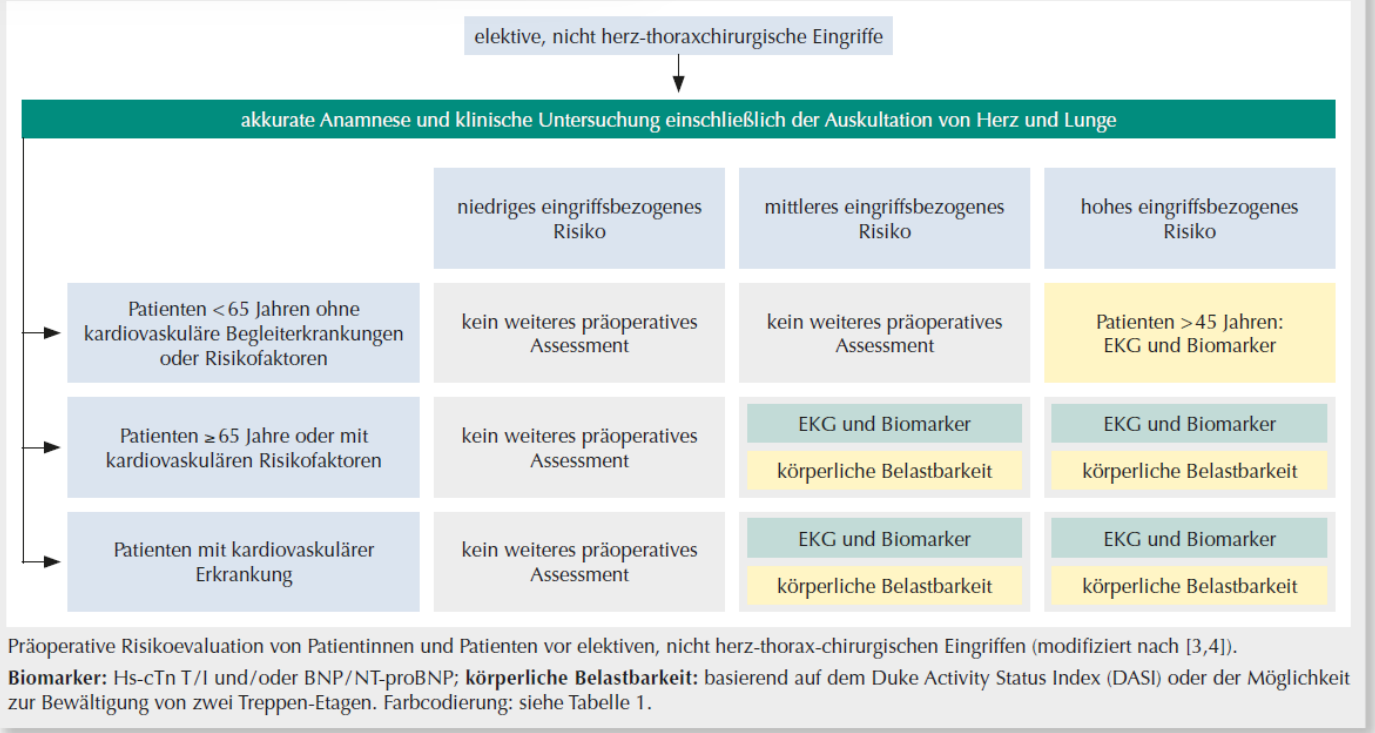 elektive, nicht herz-thoraxchirurgische Eingriffe
akkurate Anamnese und klinische Untersuchung einschließlich der Auskultation von Herz und Lunge
niedriges eingriffsbezogenes
Risiko
mittleres eingriffsbezogenes
Risiko
hohes eingriffsbezogenes
Risiko
Patienten <65 Jahren ohne
kardiovaskuläre Begleiterkrankungen
oder Risikofaktoren
kein weiteres präoperatives
Assessment
kein weiteres präoperatives
Assessment
Patienten >45 Jahren:
EKG und Biomarker
Patienten ≥65 Jahre oder mit
kardiovaskulären Risikofaktoren
kein weiteres präoperatives
Assessment
EKG und Biomarker
körperliche Belastbarkeit
EKG und Biomarker
körperliche Belastbarkeit
Patienten mit kardiovaskulärer
Erkrankung
kein weiteres präoperatives
Assessment
EKG und Biomarker
körperliche Belastbarkeit
EKG und Biomarker
körperliche Belastbarkeit
Präoperative Risikoevaluation von Patientinnen und Patienten vor elektiven, nicht herz-thorax-chirurgischen Eingriffen (modifiziert nach [3,4]).
Biomarker: Hs-cTn T/I und/oder BNP/NT-proBNP; körperliche Belastbarkeit: basierend auf dem Duke Activity Status Index (DASI) oder der Möglichkeit
zur Bewältigung von zwei Treppen-Etagen. Farbcodierung: siehe Tabelle 1.